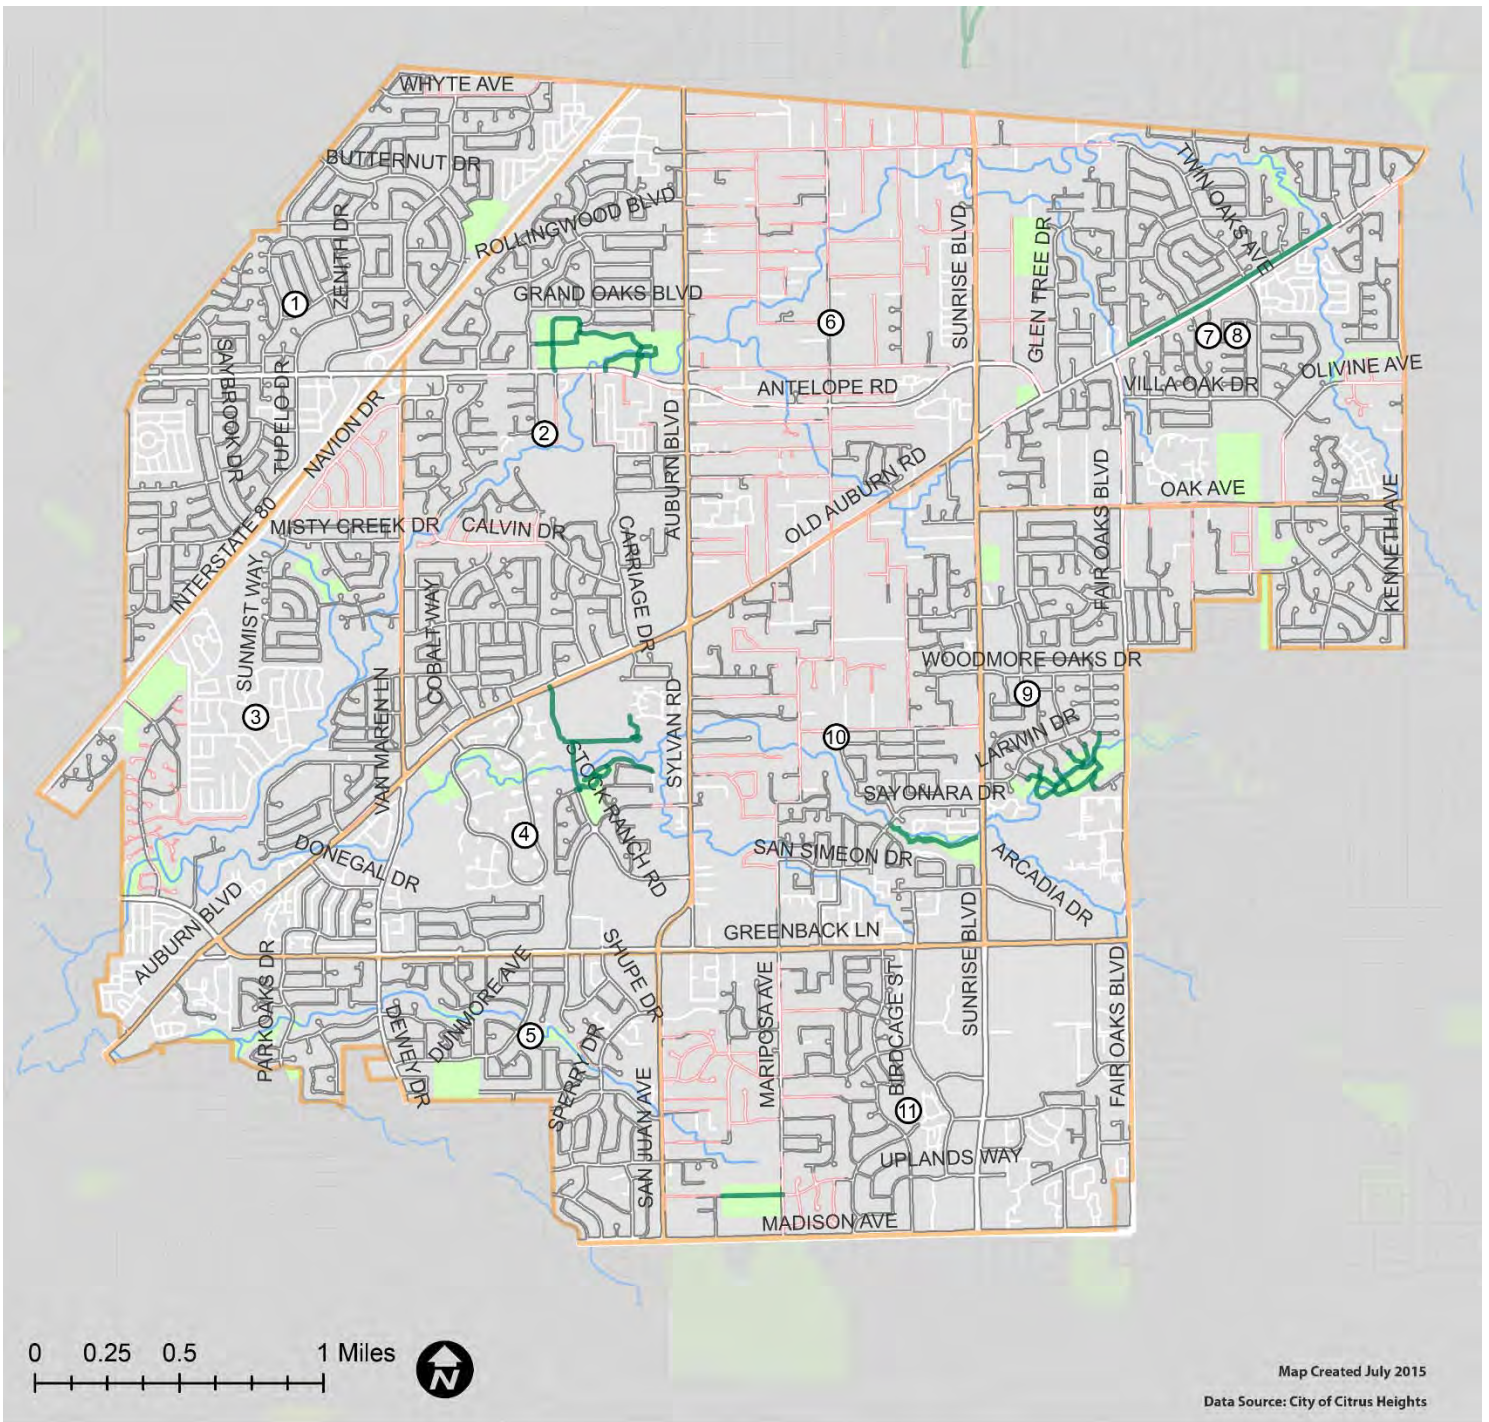 WHYTE AVE
BUTTERNUT DR
TWIN OAKS AVE
ROLLINGWOOD BLVD
ZENITH DR
SUNRISE BLVD
GLEN TREE DR
GRAND OAKS BLVD
1
6
7
8
SAYBROOK DR
TUPELO DR
NAVION DR
ANTELOPE RD
VILLA OAK DR
OLIVINE AVE
2
AUBURN BLVD
OLD AUBURN RD
FAIR OAKS BLVD
OAK AVE
KENNETH AVE
INTERSTATE 80
MISTY CREEK DR
CALVIN DR
CARRIAGE DR
SUNMIST WAY
COBALT WAY
WOODMORE OAKS DR
VAN MAREN LN
SYLVAN RD
9
3
10
LARWIN DR
STOCK RANCH RD
SAYONARA DR
4
DONEGAL DR
SAN SIMEON DR
ARCADIA DR
AUBURN BLVD
GREENBACK LN
SUNRISE BLVD
PARKOAKS DR
DEWEY DR
DUNMORE AVE
SHUPE DR
MARIPOSA AVE
BIRDCAGE ST
FAIR OAKS BLVD
5
SPERRY DR
SAN JUAN AVE
11
UPLANDS WAY
MADISON AVE
0 0.25 0.5 1 Miles
N
Map Created July 2015
Data Source: City of Citrus Heights